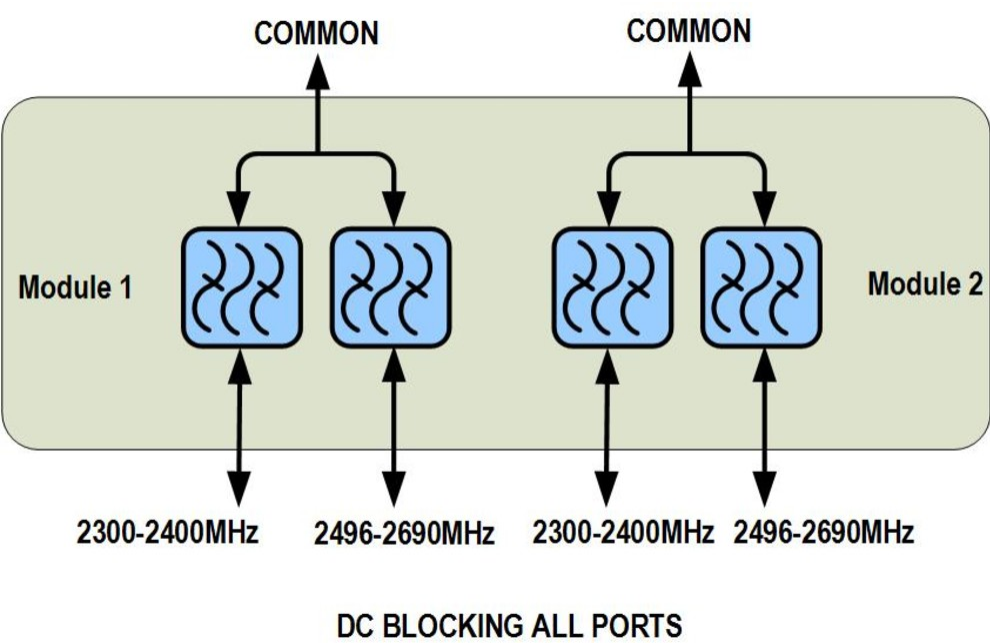 COMMON
COMMON
Module 1
Module 2
2300-2400MHz
2496-2690MHz
2300-2400MHz
2496-2690MHz
DC BLOCKING ALL PORTS